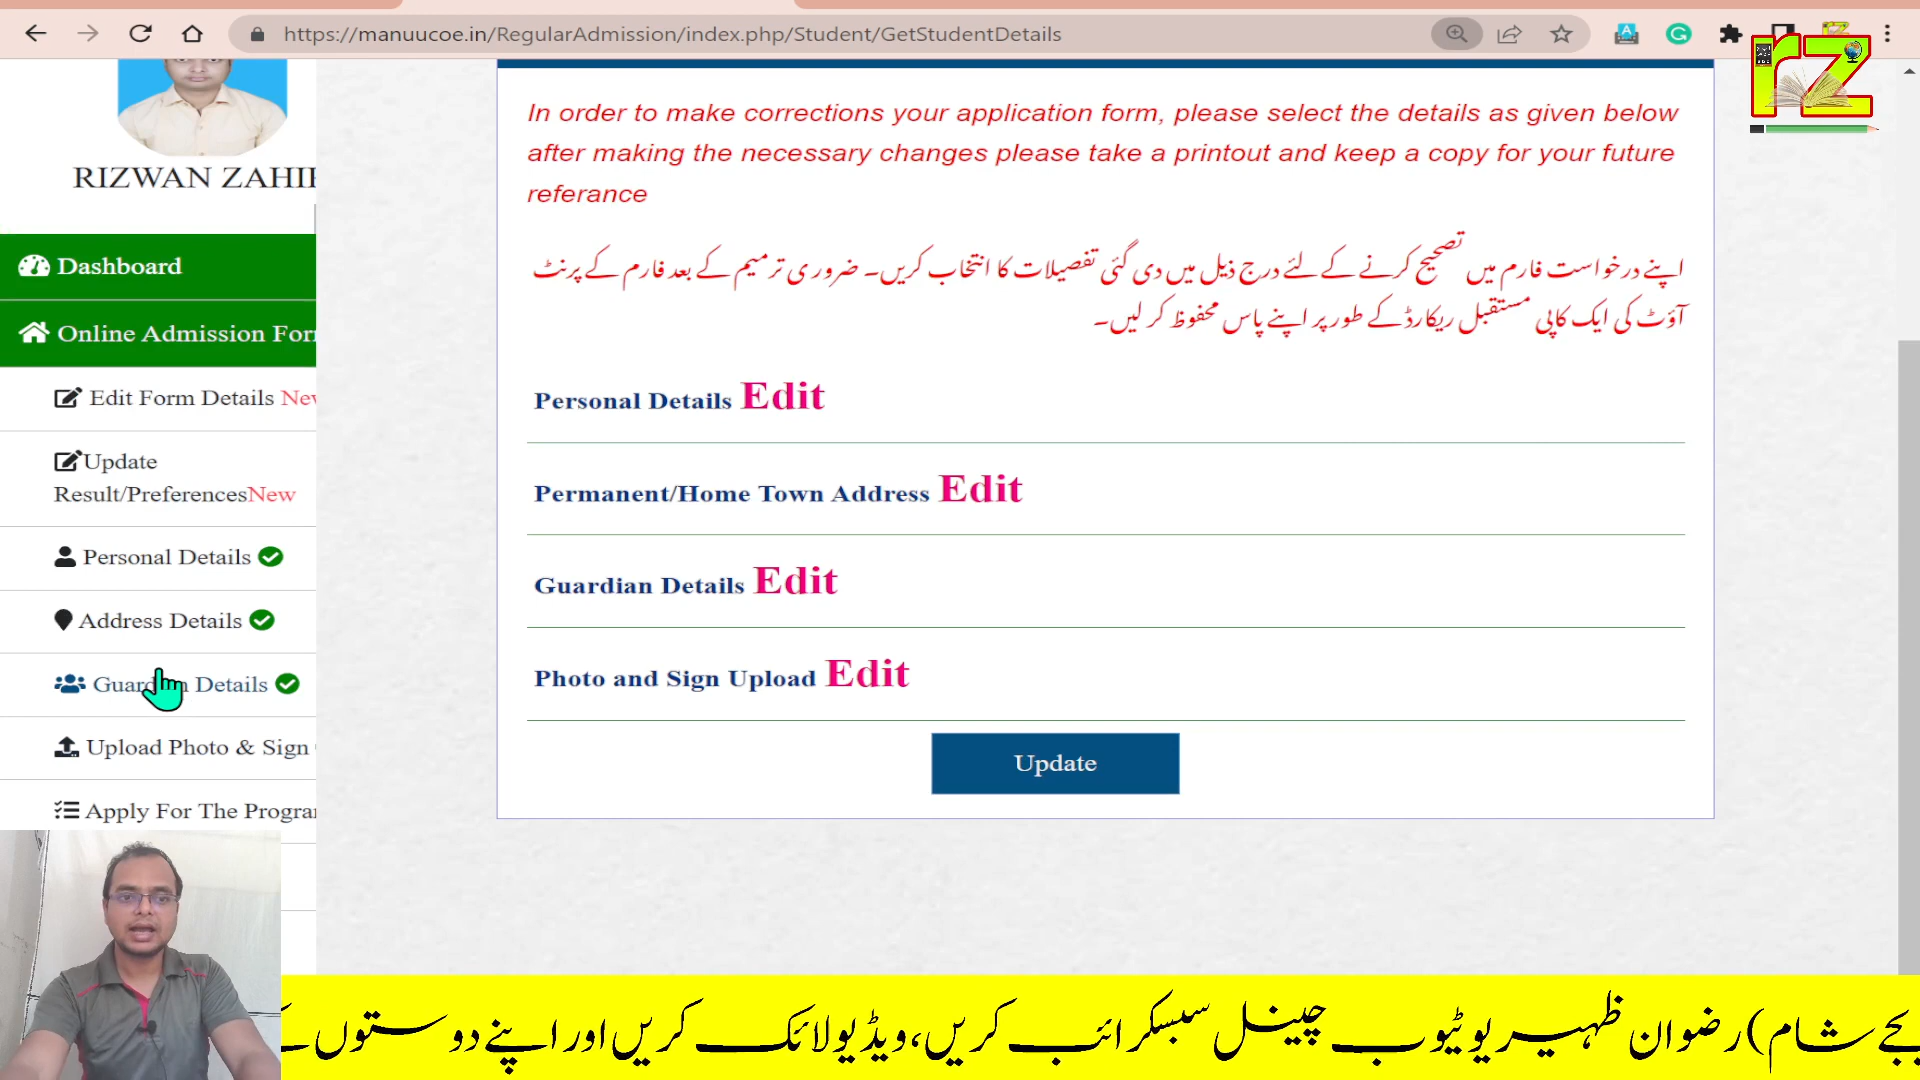 https://manuucoe.in/RegularAdmission/index.php/Student/GetStudentDetails
rz
RIZWAN ZAHI
Dashboard
Online Admission For
Edit Form Details New
Update
Result/PreferencesNew
Personal Details
Address Details
Guardian Details
Upload Photo & Sign
Apply For The Progra
In order to make corrections your application form, please select the details as given below
after making the necessary changes please take a printout and keep a copy for your future
referance
اپنے درخواست فارم میں تصحیح کرنے کے لئے درج ذیل میں دی گئی تفصیلات کا انتخاب کریں۔ ضروری ترمیم کے بعد فارم کے پرنٹ
آؤٹ کی ایک کاپی مستقبل ریکارڈ کے طور پر اپنے پاس محفوظ کر لیں۔
Personal Details Edit
Permanent/Home Town Address Edit
Guardian Details Edit
Photo and Sign Upload Edit
Update
بجے شام) رضوان ظہیر یوٹیوب چینل سبسکرائب کریں، ویڈیو لائک کریں اور اپنے دوستوں کے